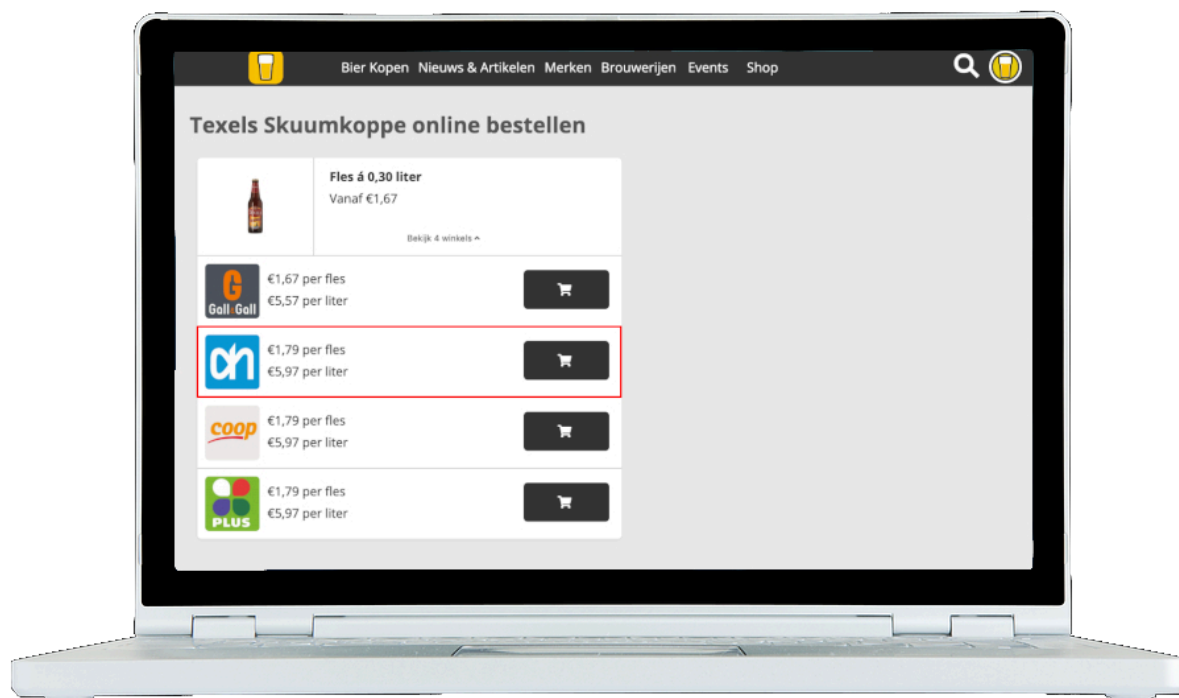 Bier Kopen Nieuws & Artikelen Merken Brouwerijen Events Shop
Texels Skuumkoppe online bestellen
Fles á 0,30 liter
Vanaf €1,67
Bekijk 4 winkels
G
Gall&Gall
€1,67 per fles
€5,57 per liter
ah
€1,79 per fles
€5,97 per liter
coop
€1,79 per fles
€5,97 per liter
PLUS
€1,79 per fles
€5,97 per liter